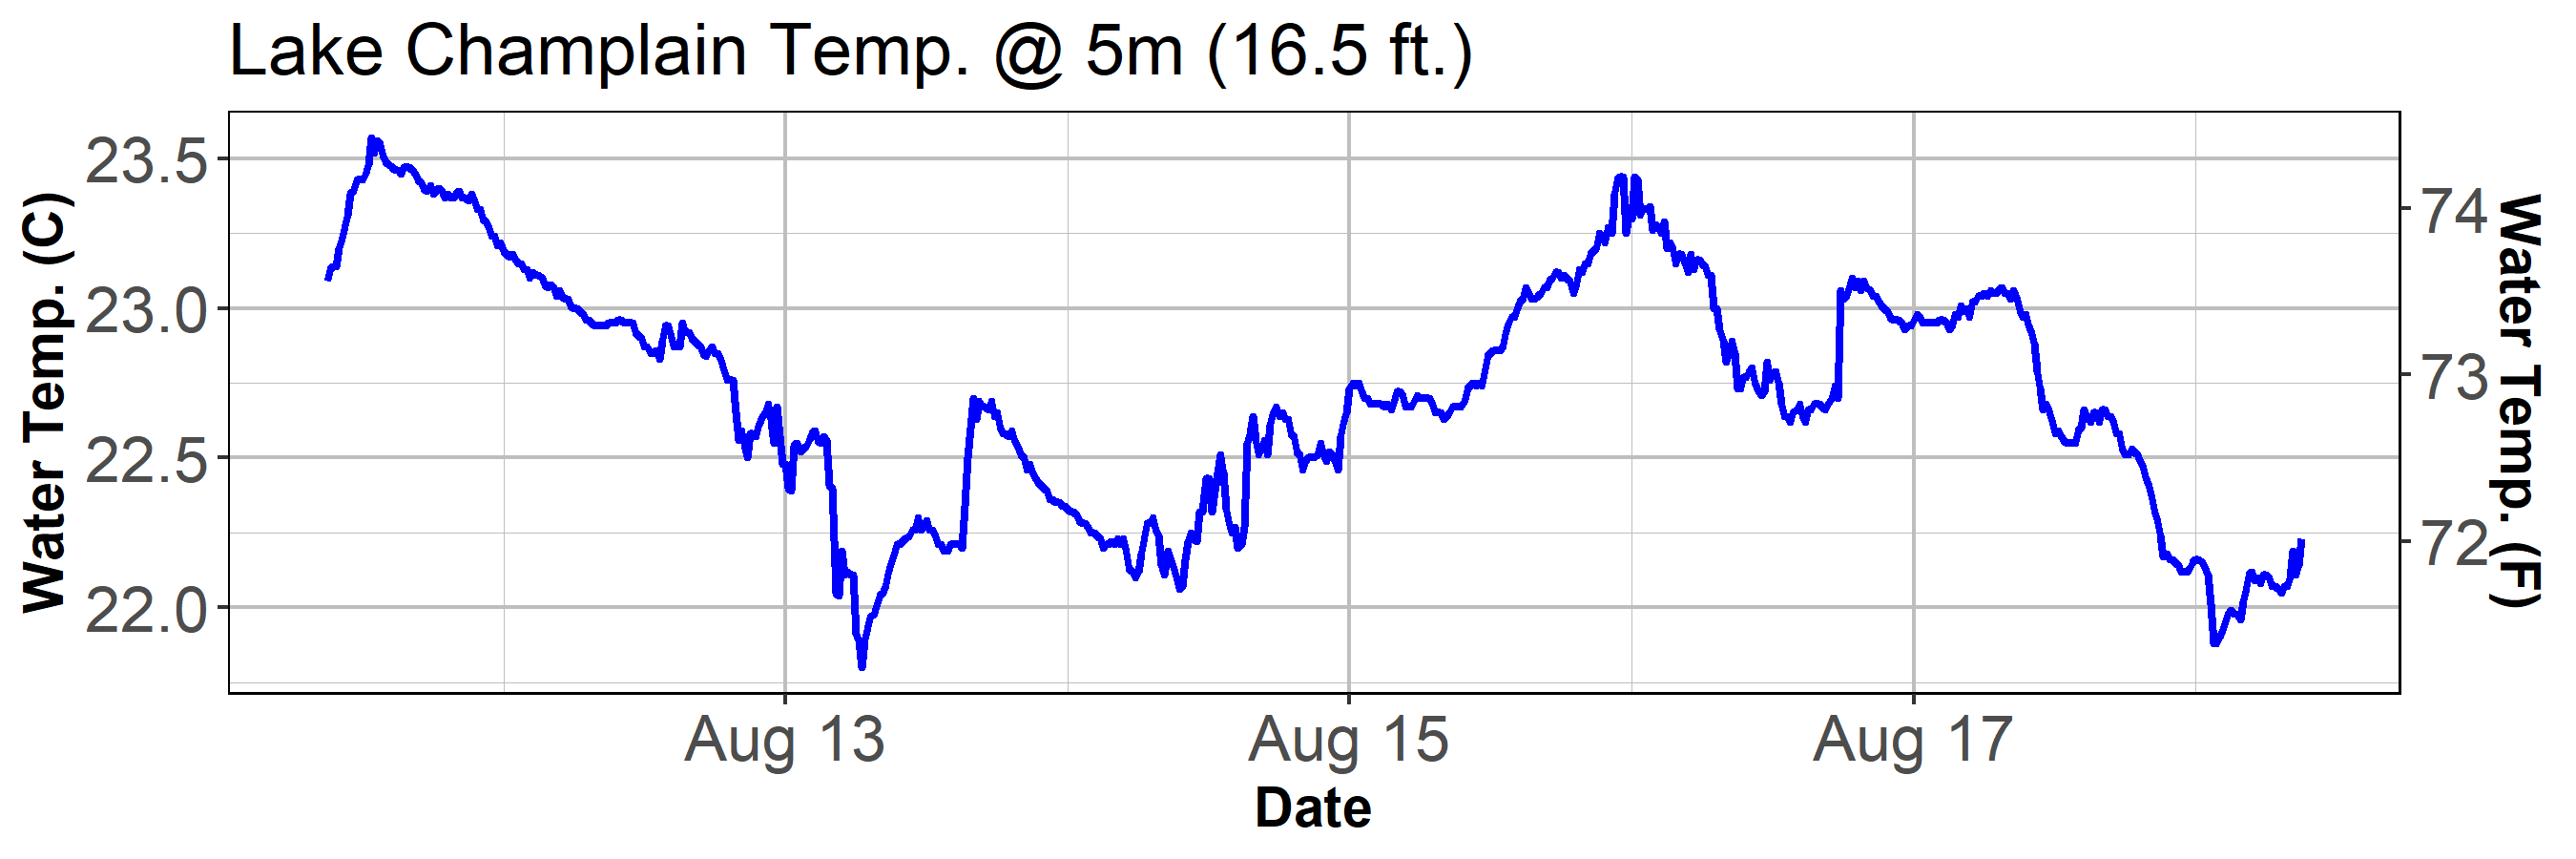 Lake Champlain Temp. @ 5m (16.5 ft.)
Water Temp. (C)
23.5
23.0
22.5
22.0
74
73
72
Water Temp. (F)
Aug 13 Aug 15 Aug 17
Date